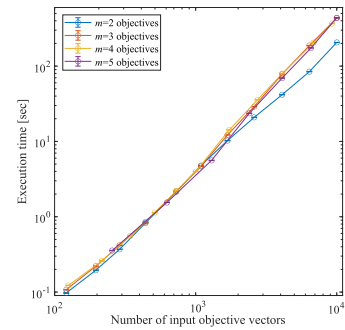 m=2 objectives
m=3 objectives
m=4 objectives
m=5 objectives
10^2
10^1
10^0
10^-1
Execution time [sec]
10^2 10^3 10^4
Number of input objective vectors